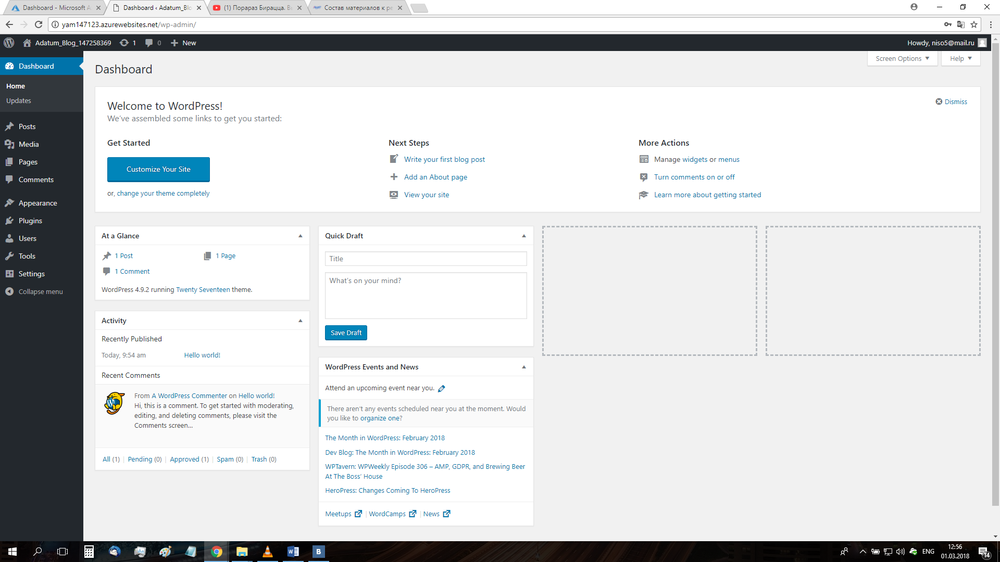 Dashboard - Microsoft A
Dashboard ‹ Adatum_Blo
(1) Порараз Бирацца. Вы
Состав материалов к ре
yam147123.azurewebsites.net/wp-admin/
Adatum_Blog_147258369
1
0
New
Howdy, niso5@mail.ru
Dashboard
Home
Updates
Posts
Media
Pages
Comments
Appearance
Plugins
Users
Tools
Settings
Collapse menu
Screen Options
Help
Dashboard
Welcome to WordPress!
We've assembled some links to get you started:
Dismiss
Get Started
Customize Your Site
or, change your theme completely
Next Steps
Write your first blog post
Add an About page
View your site
More Actions
Manage widgets or menus
Turn comments on or off
Learn more about getting started
At a Glance
1 Post
1 Page
1 Comment
WordPress 4.9.2 running Twenty Seventeen theme.
Activity
Recently Published
Today, 9:54 am
Hello world!
Recent Comments
From A WordPress Commenter on Hello world!
Hi, this is a comment. To get started with moderating,
editing, and deleting comments, please visit the
Comments screen...
All (1) | Pending (0) | Approved (1) | Spam (0) | Trash (0)
Quick Draft
Title
What's on your mind?
Save Draft
WordPress Events and News
Attend an upcoming event near you.
There aren't any events scheduled near you at the moment. Would
you like to organize one?
The Month in WordPress: February 2018
Dev Blog: The Month in WordPress: February 2018
WPTavern: WPWeekly Episode 306 – AMP, GDPR, and Brewing Beer
At The Boss' House
HeroPress: Changes Coming To HeroPress
Meetups | WordCamps | News
B
ENG
12:56
01.03.2018
14